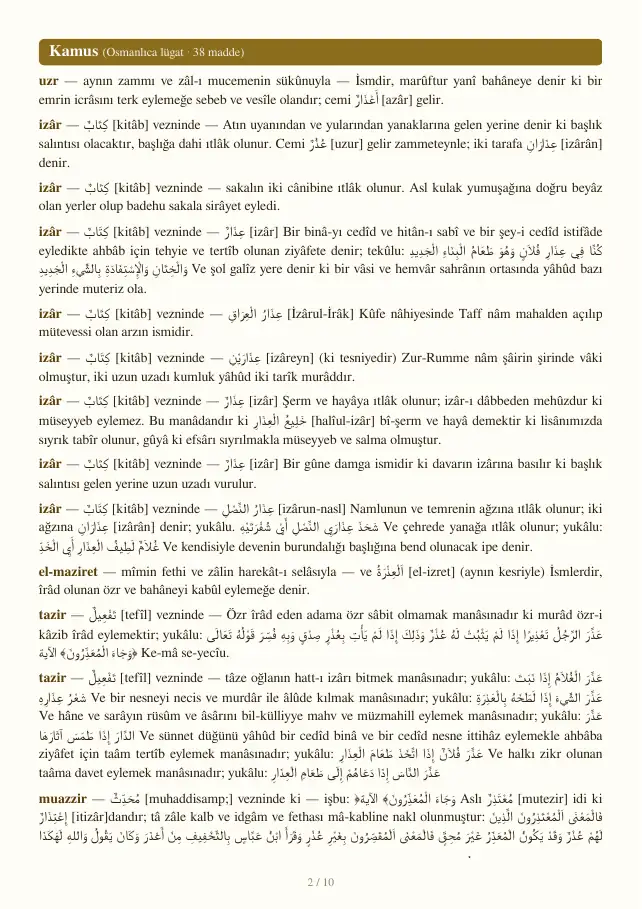 Kamus (Osmanlıca lügat · 38 madde)
uzr — aynın zammı ve zâl-ı mucemenin sükûnuyla — İsmdir, marûftur yanî bahâneye denir ki bir
emrin icrâsını terk eylemeğe sebeb ve vesîle olandır; cemi أَعْذَارٌ [azâr] gelir.
izâr — كِتَابٌ [kitâb] vezninde — Atın uyanından ve yularından yanaklarına gelen yerine denir ki başlık
salıntısı olacaktır, başlığa dahi ıtlâk olunur. Cemi عُذُرٌ [uzur] gelir zammeteynle; iki tarafa عِذَارَانِ [izârân]
denir.
izâr — كِتَابٌ [kitâb] vezninde — sakalın iki cânibine ıtlâk olunur. Asl kulak yumuşağına doğru beyâz
olan yerler olup badehu sakala sirâyet eyledi.
izâr — كِتَابٌ [kitâb] vezninde — عِذَارٌ [izâr] Bir binâ-yı cedîd ve hitân-ı sabî ve bir şey-i cedîd istifâde
eyledikte ahbâb için tehyie ve tertîb olunan ziyâfete denir; tekûlu: كُنَّا فِي عِذَارِ فُلاَنٍ وَهُوَ طَعَامُ الْبِنَاءِ الْجَدِيدِ
وَالْخِتَانِ وَاْلإِسْتِفَادَةِ بِالشَّيْءِ الْجَدِيدِ Ve şol galîz yere denir ki bir vâsi ve hemvâr sahrânın ortasında yâhûd bazı
yerinde muteriz ola.
izâr — كِتَابٌ [kitâb] vezninde — عِذَارُ الْعِرَاقِ [İzârul-Irâk] Kûfe nâhiyesinde Taff nâm mahalden açılıp
mütevessi olan arzın ismidir.
izâr — كِتَابٌ [kitâb] vezninde — عِذَارَيْنِ [izâreyn] (ki tesniyedir) Zur-Rumme nâm şâirin şirinde vâki
olmuştur, iki uzun uzadı kumluk yâhûd iki tarîk murâddır.
izâr — كِتَابٌ [kitâb] vezninde — عِذَارٌ [izâr] Şerm ve hayâya ıtlâk olunur; izâr-ı dâbbeden mehûzdur ki
müseyyeb eylemez. Bu manâdandır ki خَلِيعُ الْعِذَارِ [halîul-izâr] bî-şerm ve hayâ demektir ki lisânımızda
sıyrık tabîr olunur, gûyâ ki efsârı sıyrılmakla müseyyeb ve salma olmuştur.
izâr — كِتَابٌ [kitâb] vezninde — عِذَارٌ [izâr] Bir gûne damga ismidir ki davarın izârına basılır ki başlık
salıntısı gelen yerine uzun uzadı vurulur.
izâr — كِتَابٌ [kitâb] vezninde — عِذَارُ النَّصْلِ [izârun-nasl] Namlunun ve temrenin ağzına ıtlâk olunur; iki
ağzına عِذَارَانِ [izârân] denir; yukâlu. شَحَذَ عِذَارَيِ النَّصْلِ أَيْ شَفْرَتَيْهِ Ve çehrede yanağa ıtlâk olunur; yukâlu:
غُلاَمٌ لَطِيفُ الْعِذَارِ أَيِ الْخَدِّ Ve kendisiyle devenin burundalığı başlığına bend olunacak ipe denir.
el-maziret — mîmin fethi ve zâlin harekât-ı selâsıyla — ve اَلْعِذْرَةُ [el-izret] (aynın kesriyle) İsmlerdir,
îrâd olunan özr ve bahâneyi kabûl eylemeğe denir.
tazir — تَفْعِيلٌ [tefîl] vezninde — Özr îrâd eden adama özr sâbit olmamak manâsınadır ki murâd özr-i
kâzib îrâd eylemektir; yukâlu: عَذَّرَ الرَّجُلُ تَعْذِيرًا إِذَا لَمْ يَثْبُتْ لَهُ عُذْرٌ وَذَلِكَ إِذَا لَمْ يَأْتِ بِعُذْرِ صِدْقٍ وَبِهِ فُسِّرَ قَوْلُهُ تَعَالَى
﴿وَجَاءَ الْمُعَذِّرُونَ﴾ الآية Ke-mâ se-yecîu.
tazir — تَفْعِيلٌ [tefîl] vezninde — tâze oğlanın hatt-ı izârı bitmek manâsınadır; yukâlu: عَذَّرَ الْغُلاَمُ إِذَا نَبَتَ
شَعْرُ عِذَارِهِ Ve bir nesneyi necis ve murdâr ile âlûde kılmak manâsınadır; yukâlu: عَذَّرَ الشَّيْءَ إِذَا لَطَخَهُ بِالْعَذِرَةِ
Ve hâne ve sarâyın rüsûm ve âsârını bil-külliyye mahv ve müzmahill eylemek manâsınadır; yukâlu: عَذَّرَ
الدَّارَ إِذَا طَمَسَ آثَارَهَا Ve sünnet düğünü yâhûd bir cedîd binâ ve bir cedîd nesne ittihâz eylemekle ahbâba
ziyâfet için taâm tertîb eylemek manâsınadır; yukâlu: عَذَّرَ فُلاَنٌ إِذَا اتَّخَذَ طَعَامَ الْعِذَارِ Ve halkı zikr olunan
taâma davet eylemek manâsınadır; yukâlu: عَذَّرَ النَّاسَ إِذَا دَعَاهُمْ إِلَى طَعَامِ الْعِذَارِ
muazzir — مُحَدِّثٌ [muhaddisamp;] vezninde ki — işbu: ﴿وَجَاءَ الْمُعَذِّرُونَ﴾ الآية Aslı مُعْتَذِرٌ [mutezir] idi ki
إِعْتِذَارٌ [itizâr]dandır; tâ zâle kalb ve idgâm ve fethası mâ-kabline nakl olunmuştur: فَالْمَعْنَى اَلْمُعْتَذِرُونَ الَّذِينَ
لَهُمْ عُذْرٌ وَقَدْ يَكُونُ الْمُعَذِّرُ غَيْرَ مُحِقٍّ فَالْمَعْنَى اَلْمُقَصِّرُونَ بِغَيْرِ عُذْرٍ وَقَرَأَ ابْنُ عَبَّاسٍ بِالتَّخْفِيفِ مِنْ أَعْذَرَ وَكَانَ يَقُولُ وَاللهِ لَهَكَذَا
2 / 10